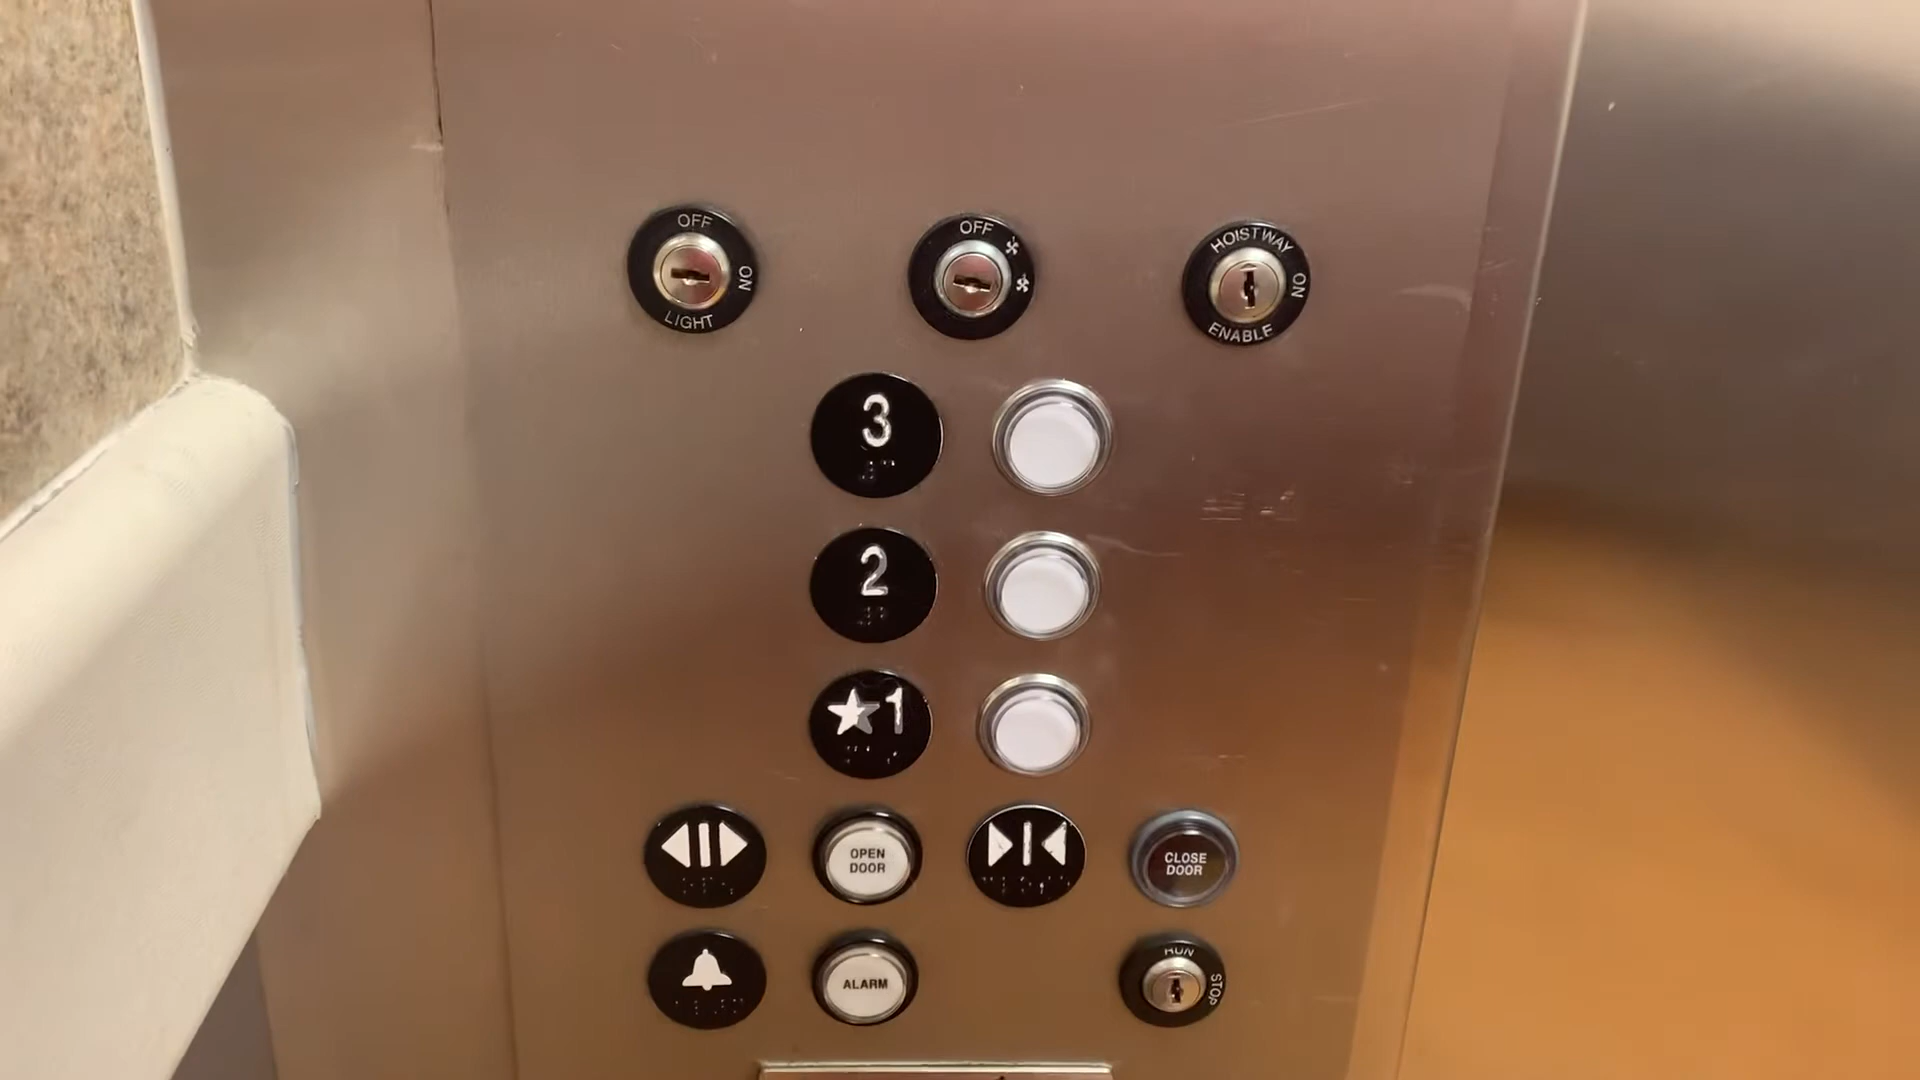 OFF
ON
LIGHT
OFF
HOISTWAY
ON
ENABLE
3
2
★1
OPEN
DOOR
CLOSE
DOOR
ALARM
RUN
STOP